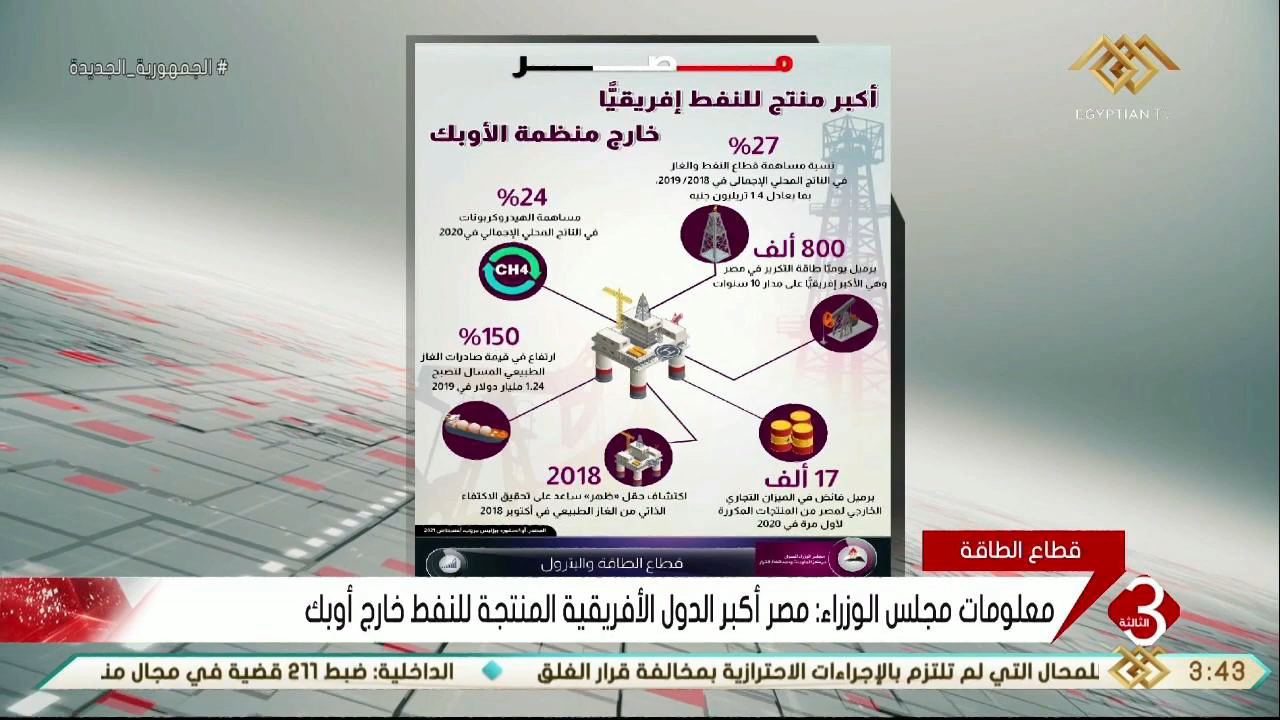 #الجمهورية_الجديدة
EGYPTIAN
مصر
أكبر منتج للنفط إفريقيًّا
خارج منظمة الأوبك
%27
نسبة مساهمة قطاع النفط والغاز
في الناتج المحلي الإجمالي في 2018/ 2019،
بما يعادل 1.4 تريليون جنيه
%24
مساهمة الهيدروكربونات
في الناتج المحلي الإجمالي في 2020
CH4
800 ألف
برميل يوميًا طاقة التكرير في مصر
وهي الأكبر إفريقيًّا على مدار 10 سنوات
%150
ارتفاع في قيمة صادرات الغاز
الطبيعي المسال لتصبح
1.24 مليار دولار في 2019
2018
اكتشاف حقل «ظهر» ساعد على تحقيق الاكتفاء
الذاتي من الغاز الطبيعي في أكتوبر 2018
17 ألف
برميل فائض في الميزان التجاري
الخارجي لمصر من المنتجات المكررة
لأول مرة في 2020
قطاع الطاقة والبترول
قطاع الطاقة
معلومات مجلس الوزراء: مصر أكبر الدول الأفريقية المنتجة للنفط خارج أوبك
3
الثالثة
للمحال التي لم تلتزم بالإجراءات الاحترازية بمخالفة قرار الغلق
الداخلية: ضبط 211 قضية في مجال
3:43